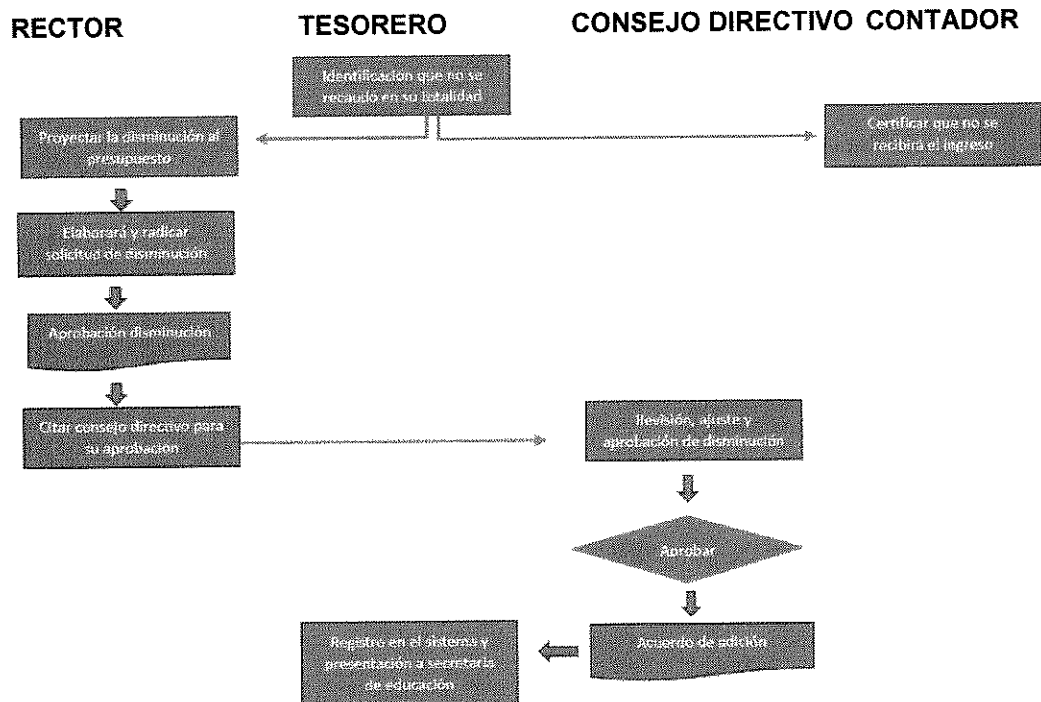 RECTOR
TESORERO
CONSEJO DIRECTIVO
CONTADOR
Identificación que no se
recaudo en su totalidad
Proyectar la disminución al
presupuesto
Certificar que no se
recibirá el ingreso
Elaborará y radicar
solicitud de disminución
Aprobación disminución
Citar consejo directivo para
su aprobación
Revisión, ajuste y
aprobación de disminución
Aprobar
Acuerdo de adición
Registro en el sistema y
presentación a secretaria
de educación